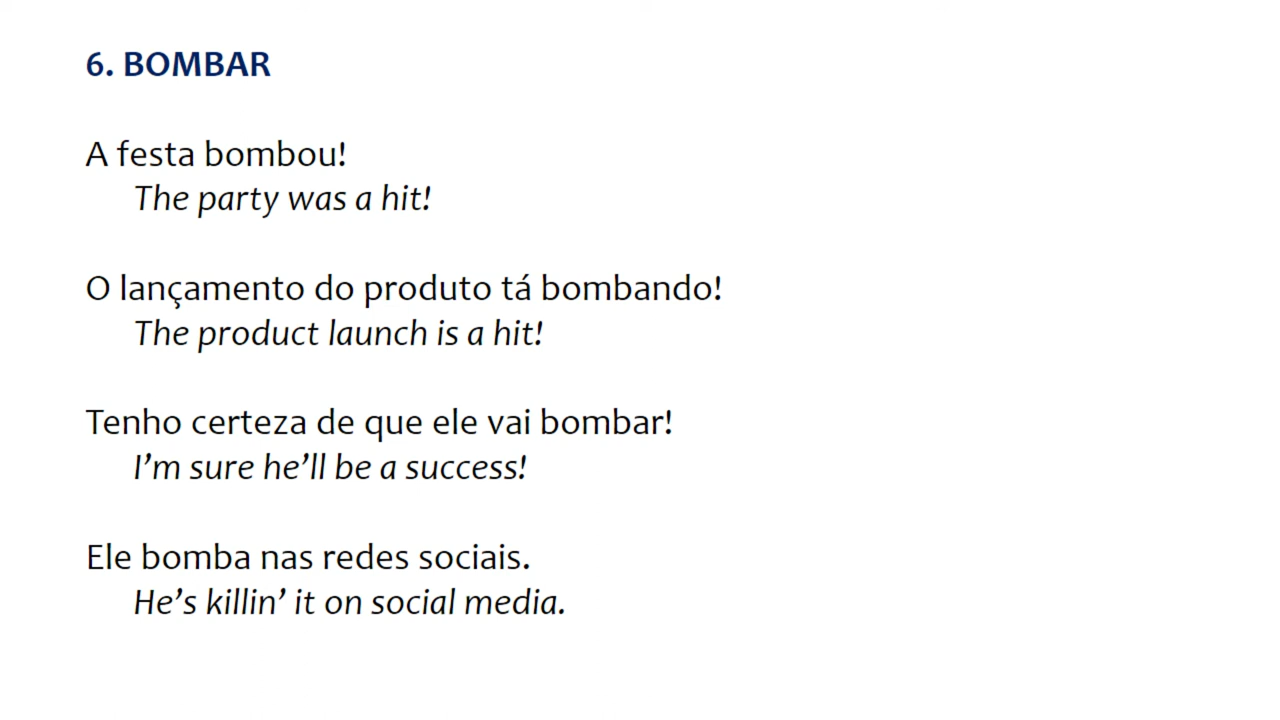 6. BOMBAR
A festa bombou!
The party was a hit!
O lançamento do produto tá bombando!
The product launch is a hit!
Tenho certeza de que ele vai bombar!
I’m sure he’ll be a success!
Ele bomba nas redes sociais.
He’s killin’ it on social media.